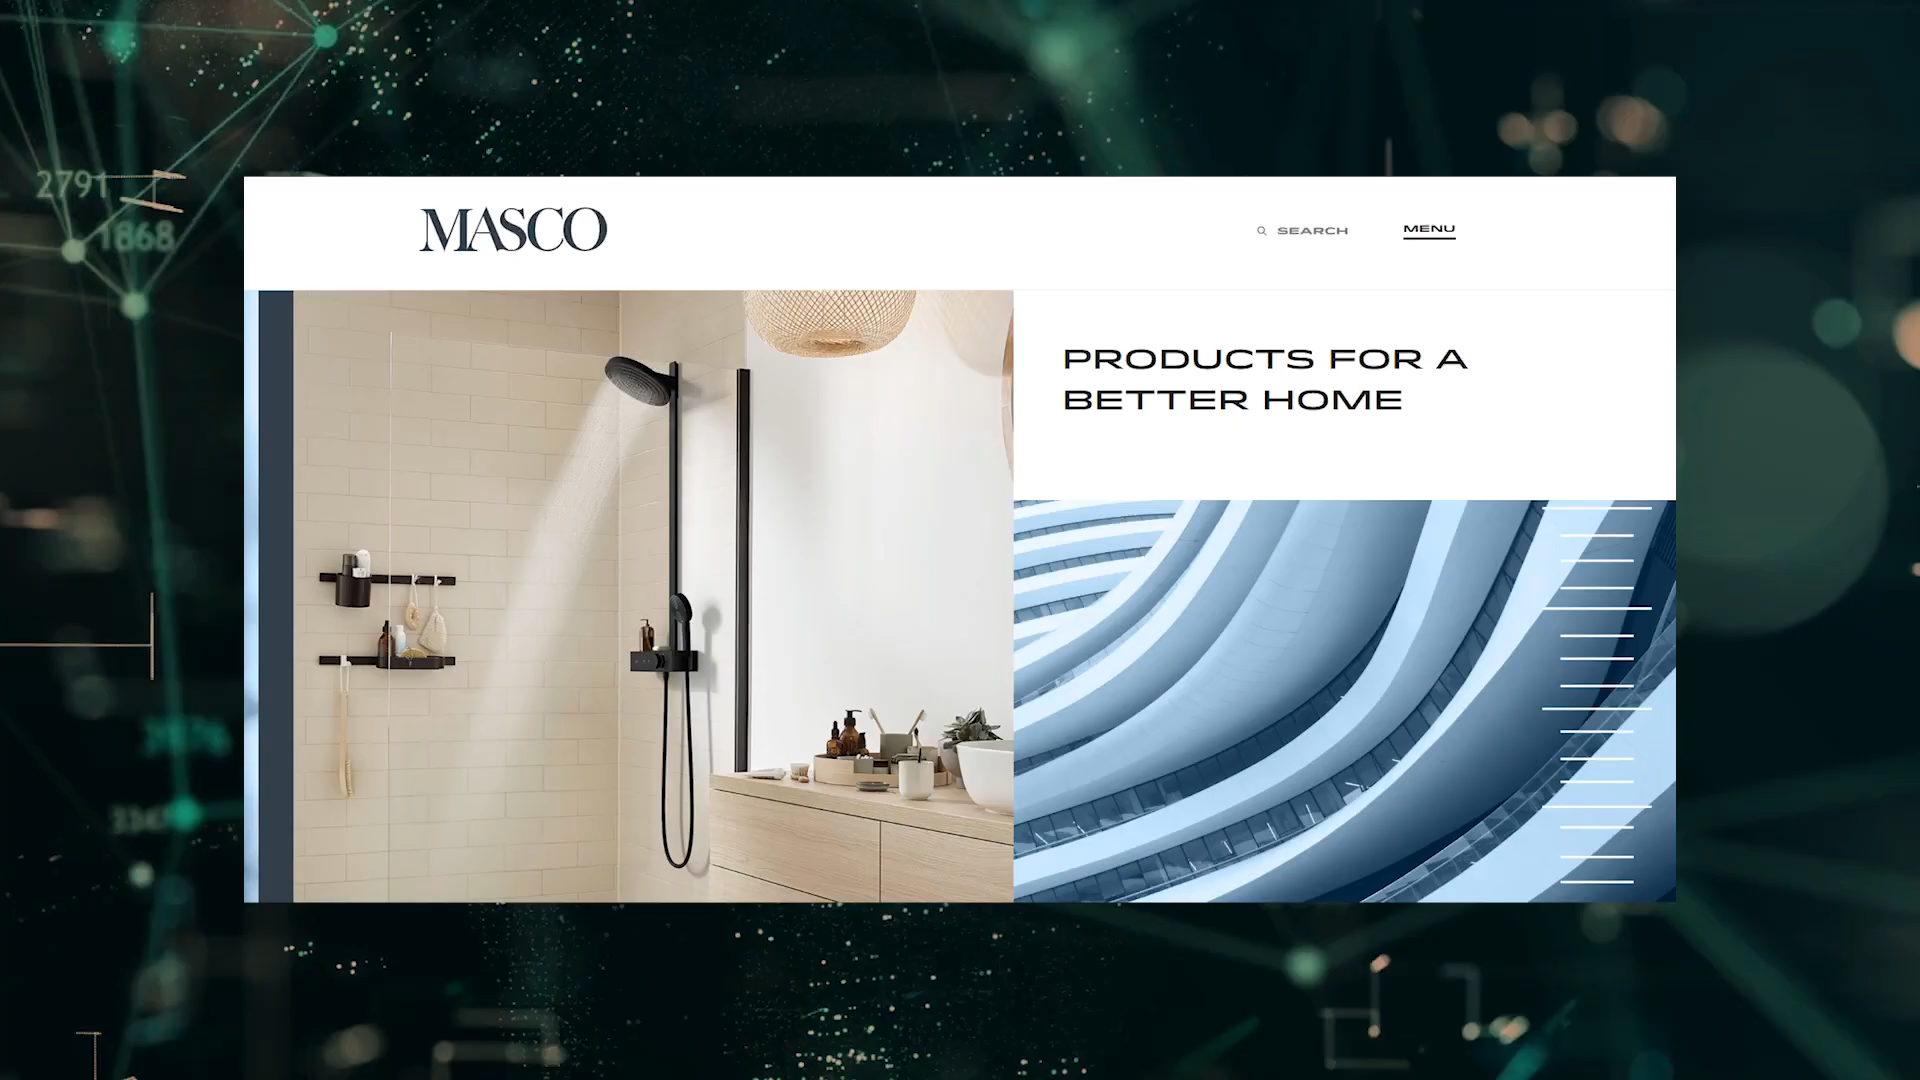 2791
1868
MASCO
SEARCH
MENU
PRODUCTS FOR A
BETTER HOME